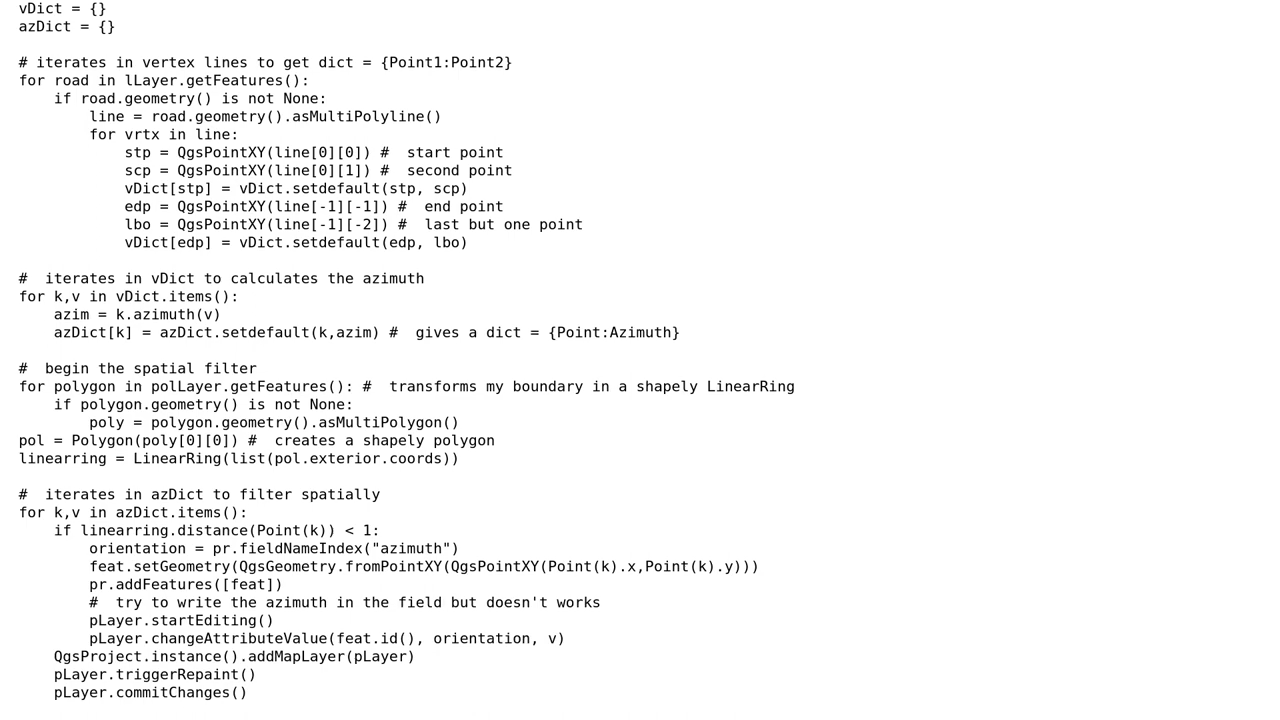 vDict = {}
azDict = {}

# iterates in vertex lines to get dict = {Point1:Point2}
for road in lLayer.getFeatures():
    if road.geometry() is not None:
        line = road.geometry().asMultiPolyline()
        for vrtx in line:
            stp = QgsPointXY(line[0][0]) #  start point
            scp = QgsPointXY(line[0][1]) #  second point
            vDict[stp] = vDict.setdefault(stp, scp)
            edp = QgsPointXY(line[-1][-1]) #  end point
            lbo = QgsPointXY(line[-1][-2]) #  last but one point
            vDict[edp] = vDict.setdefault(edp, lbo)

#  iterates in vDict to calculates the azimuth
for k,v in vDict.items():
    azim = k.azimuth(v)
    azDict[k] = azDict.setdefault(k,azim) #  gives a dict = {Point:Azimuth}

#  begin the spatial filter
for polygon in polLayer.getFeatures(): #  transforms my boundary in a shapely LinearRing
    if polygon.geometry() is not None:
        poly = polygon.geometry().asMultiPolygon()
pol = Polygon(poly[0][0]) #  creates a shapely polygon
linearring = LinearRing(list(pol.exterior.coords))

#  iterates in azDict to filter spatially
for k,v in azDict.items():
    if linearring.distance(Point(k)) < 1:
        orientation = pr.fieldNameIndex("azimuth")
        feat.setGeometry(QgsGeometry.fromPointXY(QgsPointXY(Point(k).x,Point(k).y)))
        pr.addFeatures([feat])
        #  try to write the azimuth in the field but doesn't works
        pLayer.startEditing()
        pLayer.changeAttributeValue(feat.id(), orientation, v)
    QgsProject.instance().addMapLayer(pLayer)
    pLayer.triggerRepaint()
    pLayer.commitChanges()